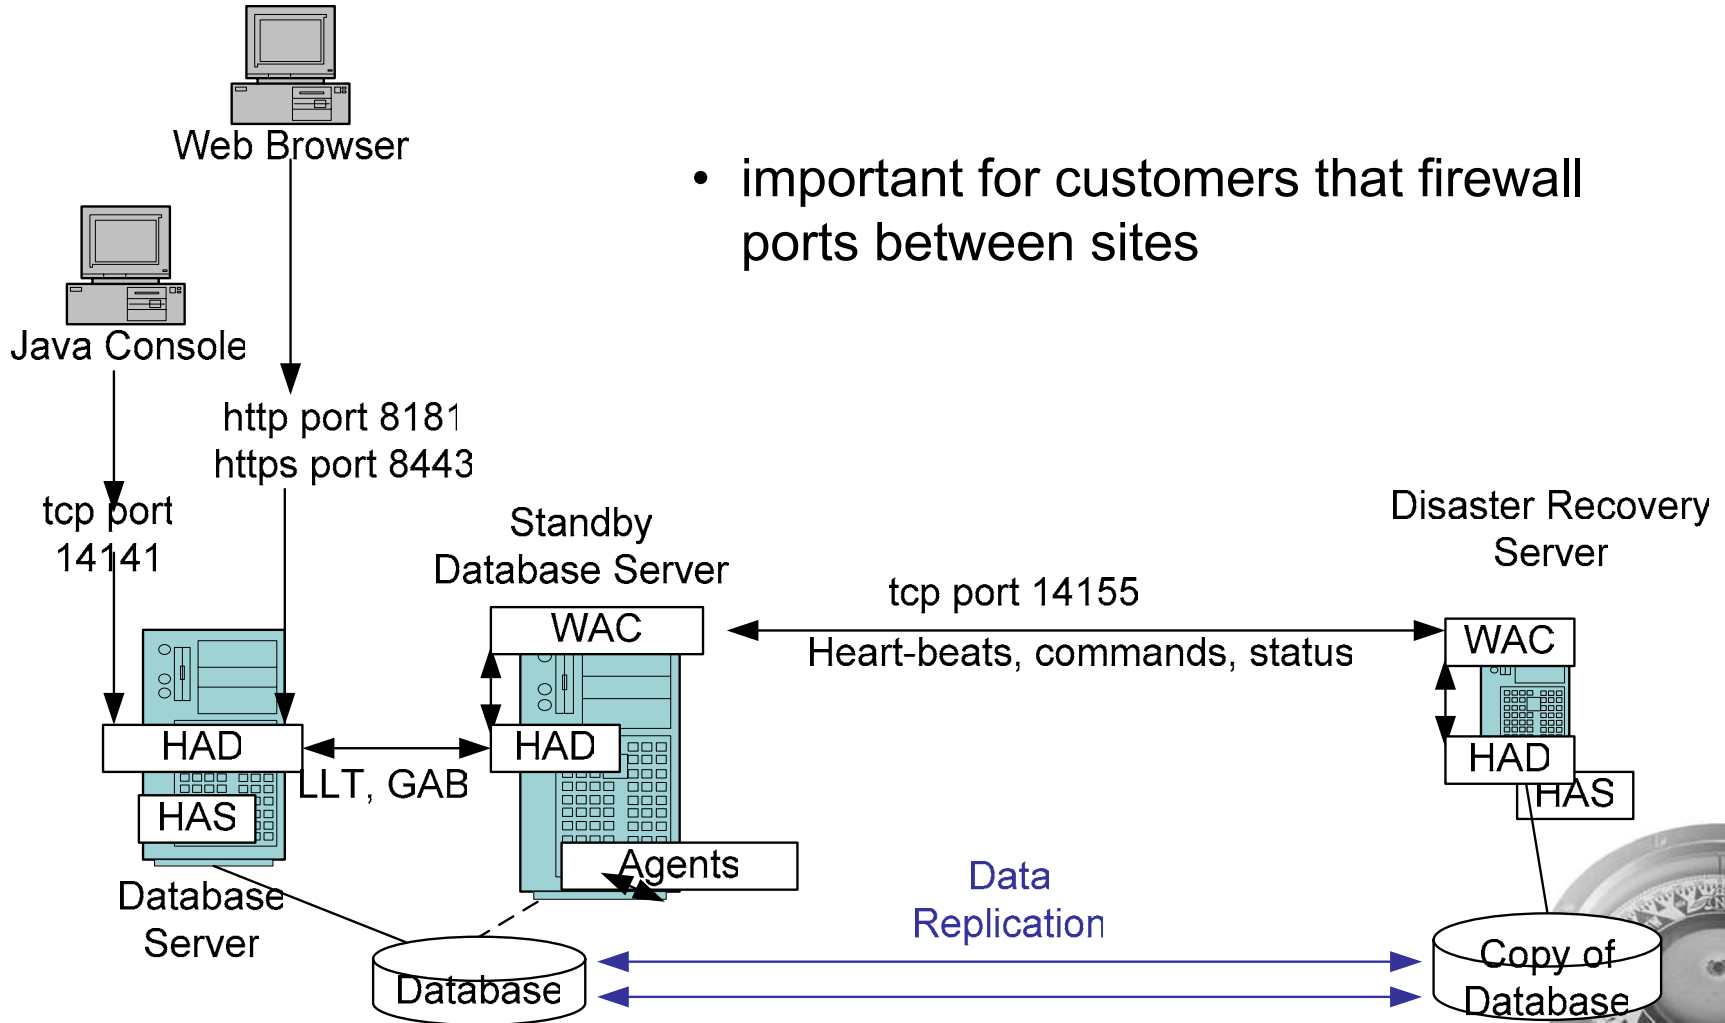 Web Browser
• important for customers that firewall
ports between sites
Java Console
http port 8181
https port 8443
tcp port
14141
Standby
Database Server
Disaster Recovery
Server
tcp port 14155
Heart-beats, commands, status
WAC
WAC
HAD
LLT, GAB
HAD
HAD
HAS
HAS
Agents
Database
Server
Data
Replication
Database
Copy of
Database